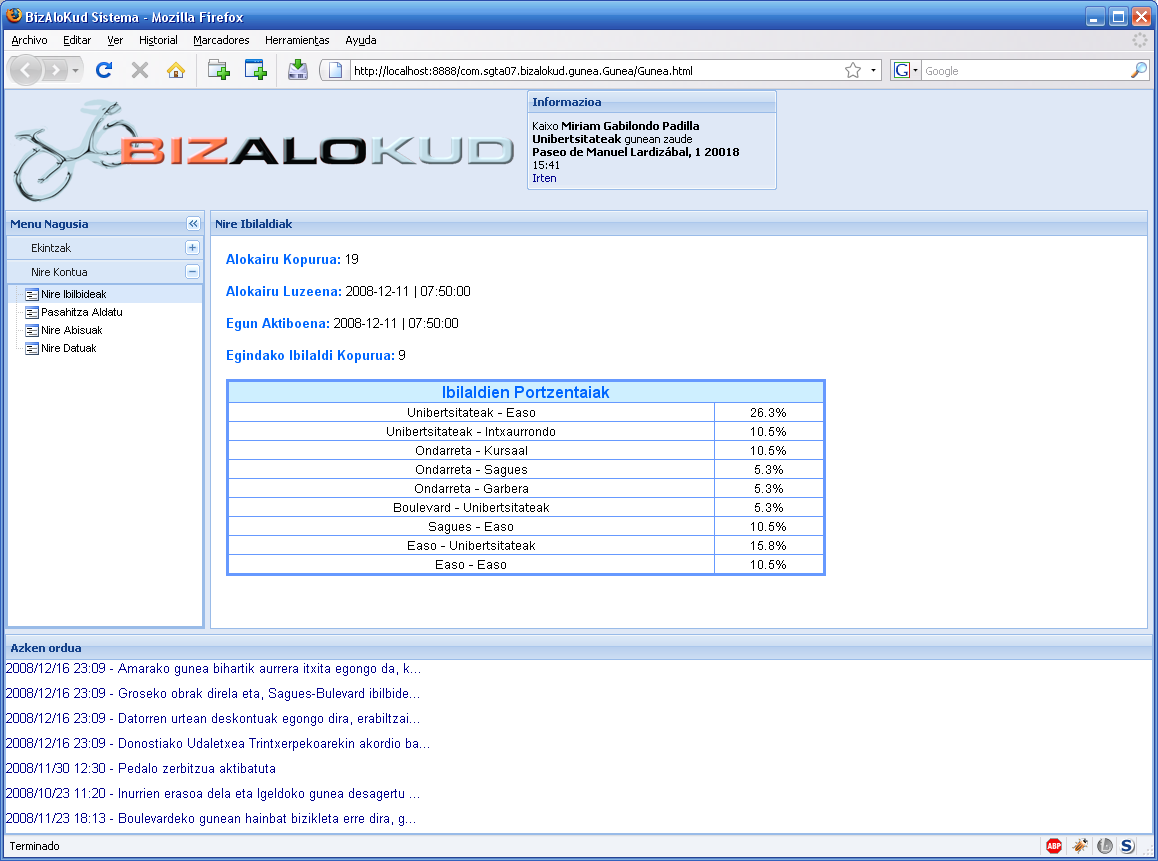 BizAloKud Sistema - Mozilla Firefox
Archivo Editar Ver Historial Marcadores Herramientas Ayuda
http://localhost:8888/com.sgta07.bizalokud.gunea.Gunea/Gunea.html
G Google
BIZALOKUD
Informazioa
Kaixo Miriam Gabilondo Padilla
Unibertsitateak gunean zaude
Paseo de Manuel Lardizábal, 1 20018
15:41
Irten
Menu Nagusia
Ekintzak
Nire Kontua
Nire Ibilbideak
Pasahitza Aldatu
Nire Abisuak
Nire Datuak
Nire Ibilaldiak
Alokairu Kopurua: 19
Alokairu Luzeena: 2008-12-11 | 07:50:00
Egun Aktiboena: 2008-12-11 | 07:50:00
Egindako Ibilaldi Kopurua: 9
Ibilaldien Portzentaiak
Unibertsitateak - Easo 26.3%
Unibertsitateak - Intxaurrondo 10.5%
Ondarreta - Kursaal 10.5%
Ondarreta - Sagues 5.3%
Ondarreta - Garbera 5.3%
Boulevard - Unibertsitateak 5.3%
Sagues - Easo 10.5%
Easo - Unibertsitateak 15.8%
Easo - Easo 10.5%
Azken ordua
2008/12/16 23:09 - Amarako gunea bihartik aurrera itxita egongo da, k...
2008/12/16 23:09 - Groseko obrak direla eta, Sagues-Bulevard ibilbide...
2008/12/16 23:09 - Datorren urtean deskontuak egongo dira, erabiltzai...
2008/12/16 23:09 - Donostiako Udaletxea Trintxerpekoarekin akordio ba...
2008/11/30 12:30 - Pedalo zerbitzua aktibatuta
2008/10/23 11:20 - Inurrien erasoa dela eta Igeldoko gunea desagertu ...
2008/11/23 18:13 - Boulevardeko gunean hainbat bizikleta erre dira, g...
Terminado
ABP
S